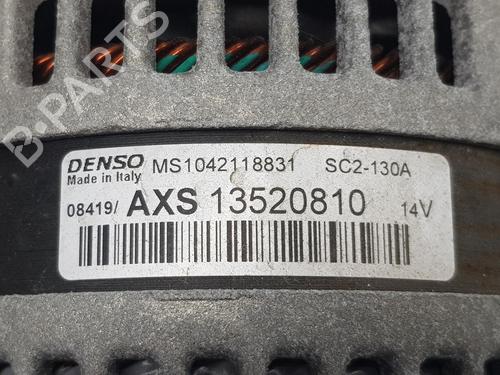 B-PARTS
DENSO MS1042118831 SC2-130A
Made in Italy
08419/ AXS 13520810 14V